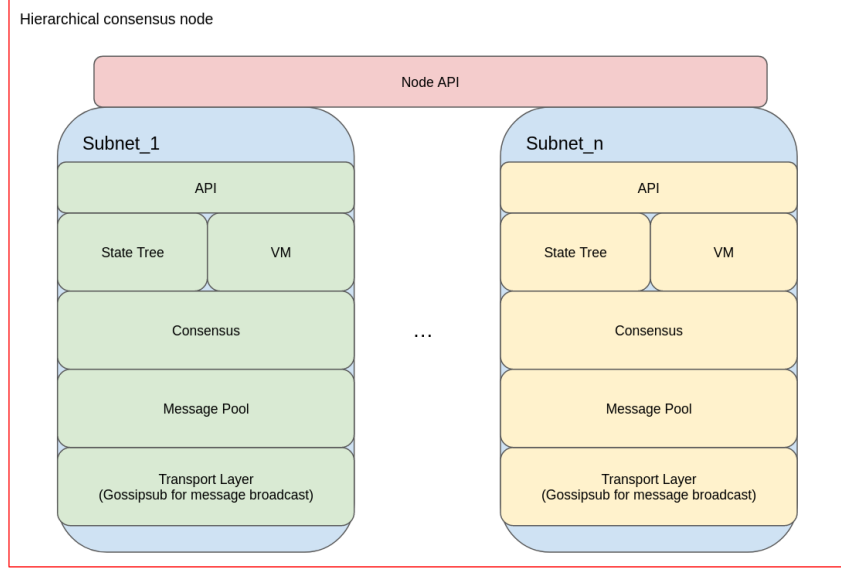 Hierarchical consensus node
Node API
Subnet_1
API
State Tree
VM
Consensus
Message Pool
Transport Layer
(Gossipsub for message broadcast)
...
Subnet_n
API
State Tree
VM
Consensus
Message Pool
Transport Layer
(Gossipsub for message broadcast)